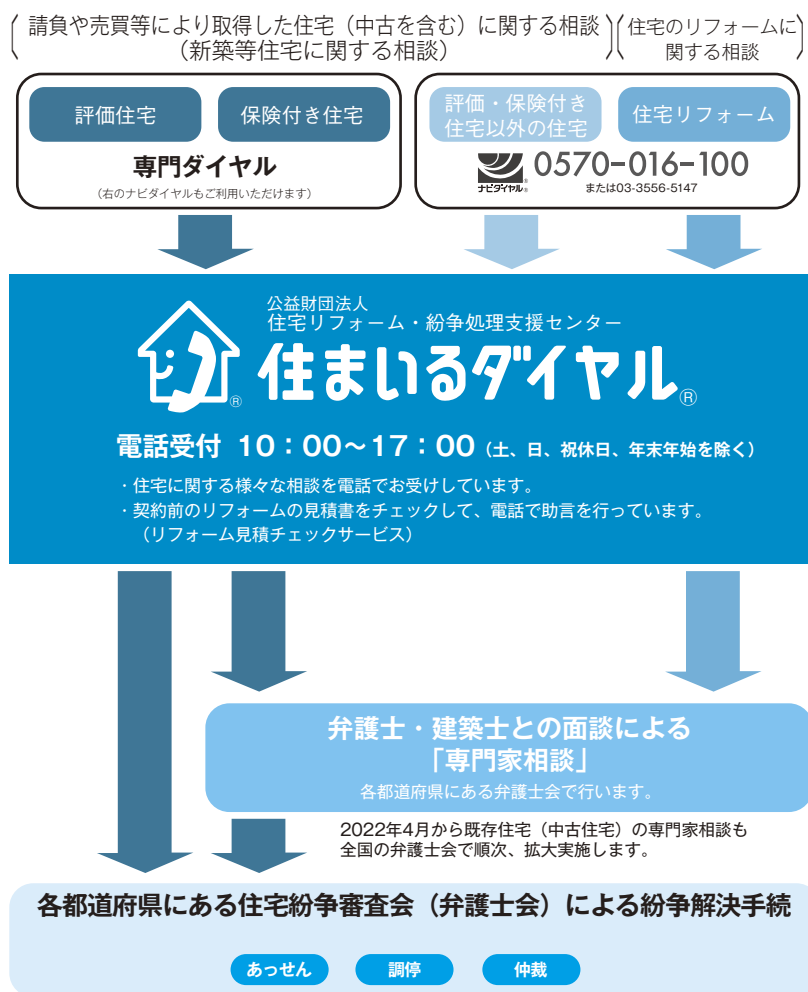 請負や売買等により取得した住宅（中古を含む）に関する相談
（新築等住宅に関する相談）
住宅のリフォームに
関する相談
評価住宅
保険付き住宅
専門ダイヤル
（右のナビダイヤルもご利用いただけます）
評価・保険付き
住宅以外の住宅
住宅リフォーム
ナビダイヤル®
0570-016-100
または03-3556-5147
公益財団法人
住宅リフォーム・紛争処理支援センター
住まいるダイヤル®
電話受付 10：00〜17：00（土、日、祝休日、年末年始を除く）
・住宅に関する様々な相談を電話でお受けしています。
・契約前のリフォームの見積書をチェックして、電話で助言を行っています。
（リフォーム見積チェックサービス）
弁護士・建築士との面談による
「専門家相談」
各都道府県にある弁護士会で行います。
2022年4月から既存住宅（中古住宅）の専門家相談も
全国の弁護士会で順次、拡大実施します。
各都道府県にある住宅紛争審査会（弁護士会）による紛争解決手続
あっせん
調停
仲裁